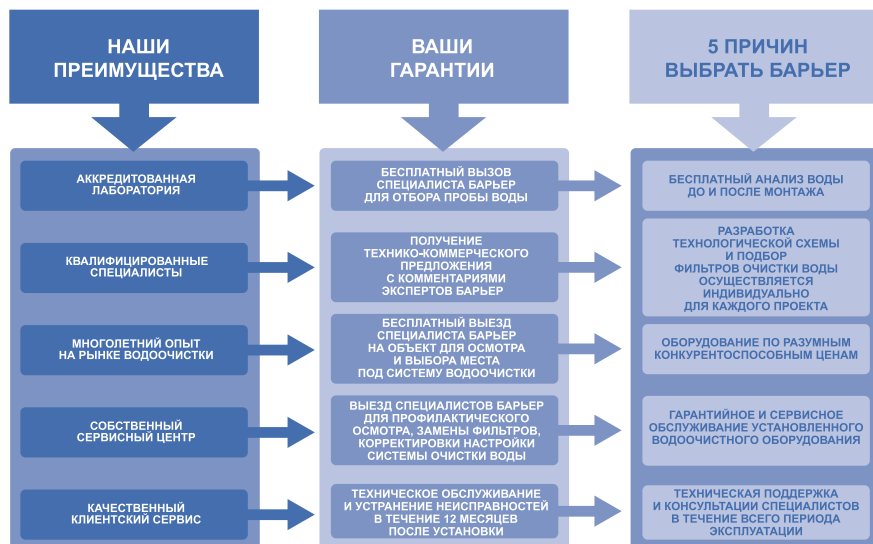 НАШИ
ПРЕИМУЩЕСТВА
ВАШИ
ГАРАНТИИ
5 ПРИЧИН
ВЫБРАТЬ БАРЬЕР
АККРЕДИТОВАННАЯ
ЛАБОРАТОРИЯ
БЕСПЛАТНЫЙ ВЫЗОВ
СПЕЦИАЛИСТА БАРЬЕР
ДЛЯ ОТБОРА ПРОБЫ ВОДЫ
БЕСПЛАТНЫЙ АНАЛИЗ ВОДЫ
ДО И ПОСЛЕ МОНТАЖА
КВАЛИФИЦИРОВАННЫЕ
СПЕЦИАЛИСТЫ
ПОЛУЧЕНИЕ
ТЕХНИКО-КОММЕРЧЕСКОГО
ПРЕДЛОЖЕНИЯ
С КОММЕНТАРИЯМИ
ЭКСПЕРТОВ БАРЬЕР
РАЗРАБОТКА
ТЕХНОЛОГИЧЕСКОЙ СХЕМЫ
И ПОДБОР
ФИЛЬТРОВ ОЧИСТКИ ВОДЫ
ОСУЩЕСТВЛЯЕТСЯ
ИНДИВИДУАЛЬНО
ДЛЯ КАЖДОГО ПРОЕКТА
МНОГОЛЕТНИЙ ОПЫТ
НА РЫНКЕ ВОДООЧИСТКИ
БЕСПЛАТНЫЙ ВЫЕЗД
СПЕЦИАЛИСТА БАРЬЕР
НА ОБЪЕКТ ДЛЯ ОСМОТРА
И ВЫБОРА МЕСТА
ПОД СИСТЕМУ ВОДООЧИСТКИ
ОБОРУДОВАНИЕ ПО РАЗУМНЫМ
КОНКУРЕНТОСПОСОБНЫМ ЦЕНАМ
СОБСТВЕННЫЙ
СЕРВИСНЫЙ ЦЕНТР
ВЫЕЗД СПЕЦИАЛИСТОВ БАРЬЕР
ДЛЯ ПРОФИЛАКТИЧЕСКОГО
ОСМОТРА, ЗАМЕНЫ ФИЛЬТРОВ,
КОРРЕКТИРОВКИ НАСТРОЙКИ
СИСТЕМЫ ОЧИСТКИ ВОДЫ
ГАРАНТИЙНОЕ И СЕРВИСНОЕ
ОБСЛУЖИВАНИЕ УСТАНОВЛЕННОГО
ВОДООЧИСТНОГО ОБОРУДОВАНИЯ
КАЧЕСТВЕННЫЙ
КЛИЕНТСКИЙ СЕРВИС
ТЕХНИЧЕСКОЕ ОБСЛУЖИВАНИЕ
И УСТРАНЕНИЕ НЕИСПРАВНОСТЕЙ
В ТЕЧЕНИЕ 12 МЕСЯЦЕВ
ПОСЛЕ УСТАНОВКИ
ТЕХНИЧЕСКАЯ ПОДДЕРЖКА
И КОНСУЛЬТАЦИИ СПЕЦИАЛИСТОВ
В ТЕЧЕНИЕ ВСЕГО ПЕРИОДА
ЭКСПЛУАТАЦИИ